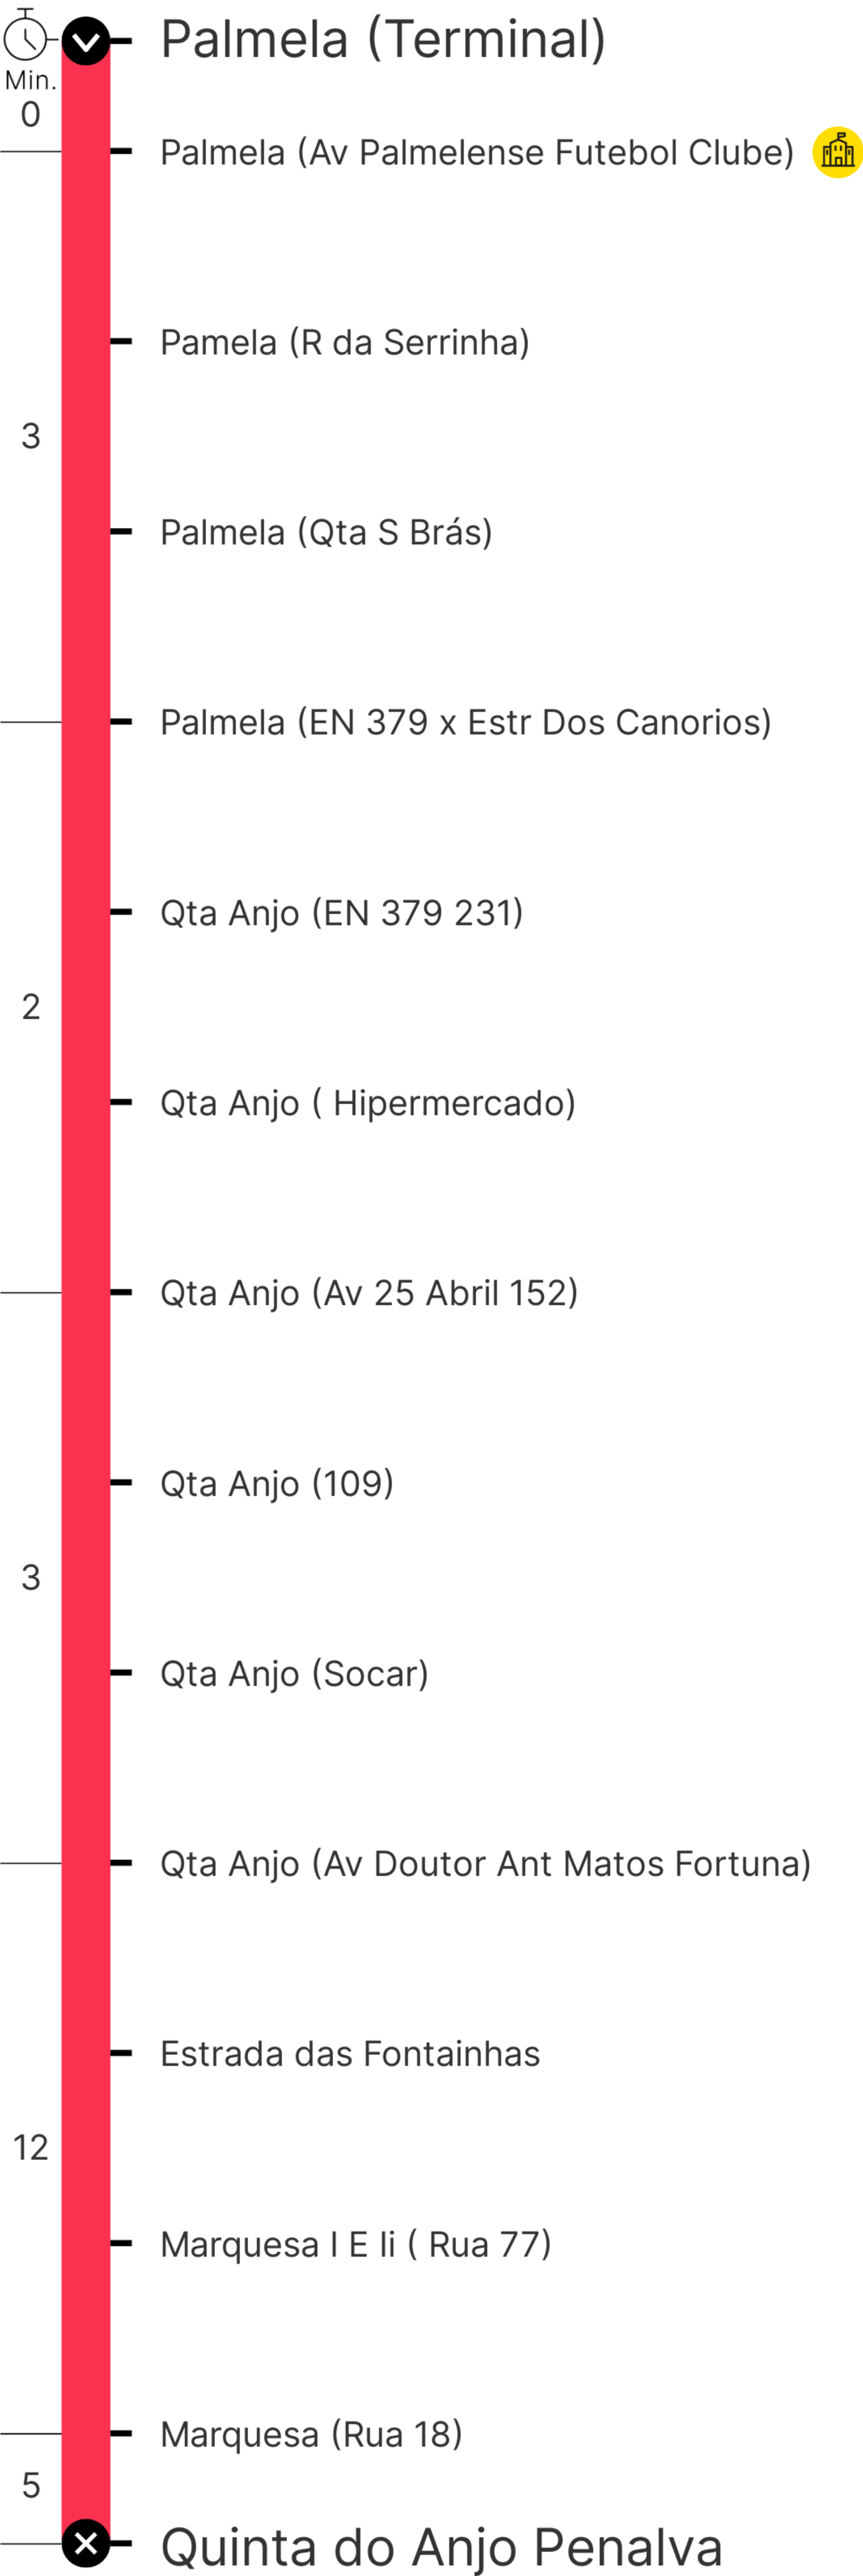 Palmela (Terminal)
Min.
0
Palmela (Av Palmelense Futebol Clube)
Pamela (R da Serrinha)
3
Palmela (Qta S Brás)
Palmela (EN 379 x Estr Dos Canorios)
Qta Anjo (EN 379 231)
2
Qta Anjo ( Hipermercado)
Qta Anjo (Av 25 Abril 152)
Qta Anjo (109)
3
Qta Anjo (Socar)
Qta Anjo (Av Doutor Ant Matos Fortuna)
Estrada das Fontainhas
12
Marquesa I E Ii ( Rua 77)
Marquesa (Rua 18)
5
Quinta do Anjo Penalva